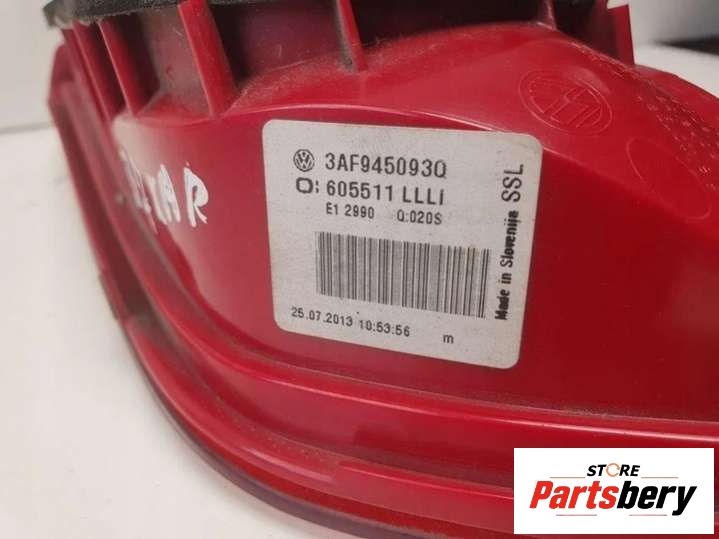 3AF945093Q
O: 605511 LLLI
E1 2990 Q:020S
25.07.2013 10:53:56 m
Made in Slovenija SSL
STORE
Partsbery